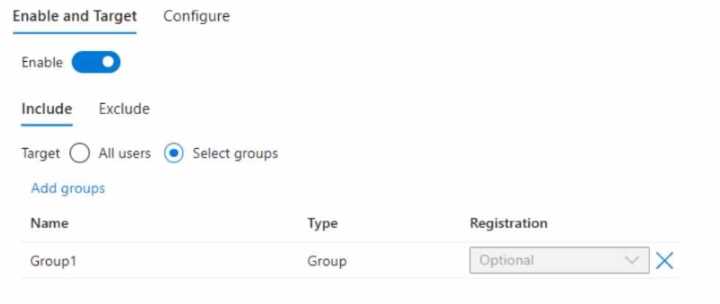 Enable and Target Configure
Enable
Include Exclude
Target All users Select groups
Add groups
Name Type Registration
Group1 Group Optional